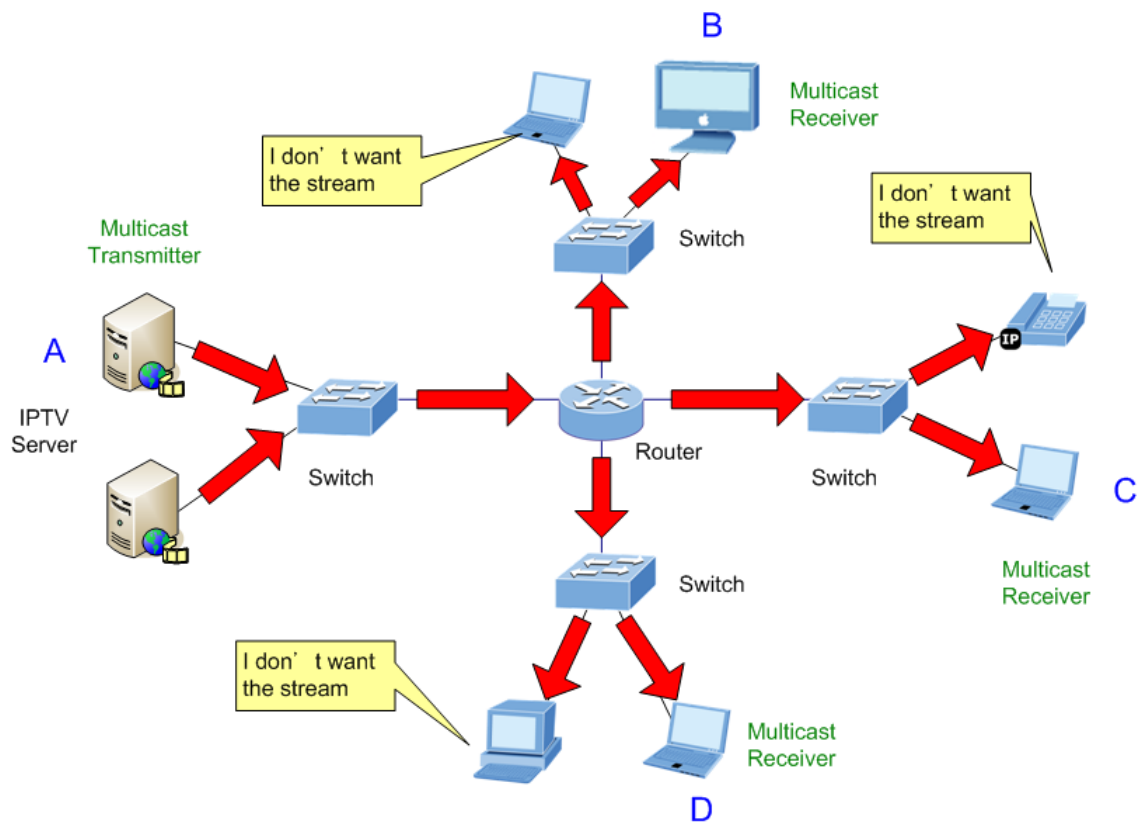 B
Multicast
Receiver
I don’t want
the stream
I don’t want
the stream
Multicast
Transmitter
Switch
A
IP
IPTV
Server
Switch
Router
Switch
C
Switch
Multicast
Receiver
I don’t want
the stream
Multicast
Receiver
D